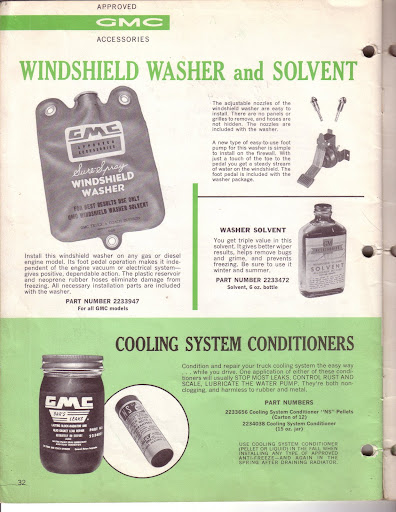 APPROVED
GMC
ACCESSORIES
WINDSHIELD WASHER and SOLVENT
GMC
APPROVED
ACCESSORIES
Sure Spray
WINDSHIELD
WASHER
FOR BEST RESULTS USE ONLY
GMC WINDSHIELD WASHER SOLVENT
The adjustable nozzles of the
windshield washer are easy to
install. There are no panels or
grilles to remove, and hoses are
not hidden. The nozzles are
included with the washer.
A new type of easy-to-use foot
pump for this washer is simple
to install on the firewall. With
just a touch of the toe to the
pedal you get a steady stream
of water on the windshield. The
foot pedal is included with the
washer package.
Install this windshield washer on any gas or diesel
engine model. Its foot pedal operation makes it inde-
pendent of the engine vacuum or electrical system—
gives positive, dependable action. The plastic reservoir
and neoprene rubber hoses eliminate damage from
freezing. All necessary installation parts are included
with the washer.
PART NUMBER 2233947
For all GMC models
WASHER SOLVENT
You get triple value in this
solvent. It gives better wiper
results, helps remove bugs
and grime, and prevents
freezing. Be sure to use it
winter and summer.
PART NUMBER 2233472
Solvent, 6 oz. bottle
SOLVENT
COOLING SYSTEM CONDITIONERS
Condition and repair your truck cooling system the easy way
. . . while you drive. One application of either of these condi-
tioners will usually STOP MOST LEAKS, CONTROL RUST AND
SCALE, LUBRICATE THE WATER PUMP. They're both non-
clogging, and harmless to rubber and metal.
PART NUMBERS
2233656 Cooling System Conditioner "MS" Pellets
(Carton of 12)
2234038 Cooling System Conditioner
(15 oz. jar)
USE COOLING SYSTEM CONDITIONER
(PELLET OR LIQUID) IN THE FALL WHEN
INSTALLING ANY TYPE OF APPROVED
ANTI-FREEZE—AND AGAIN IN THE
SPRING AFTER DRAINING RADIATOR.
GMC
BAR'S LEAKS
32